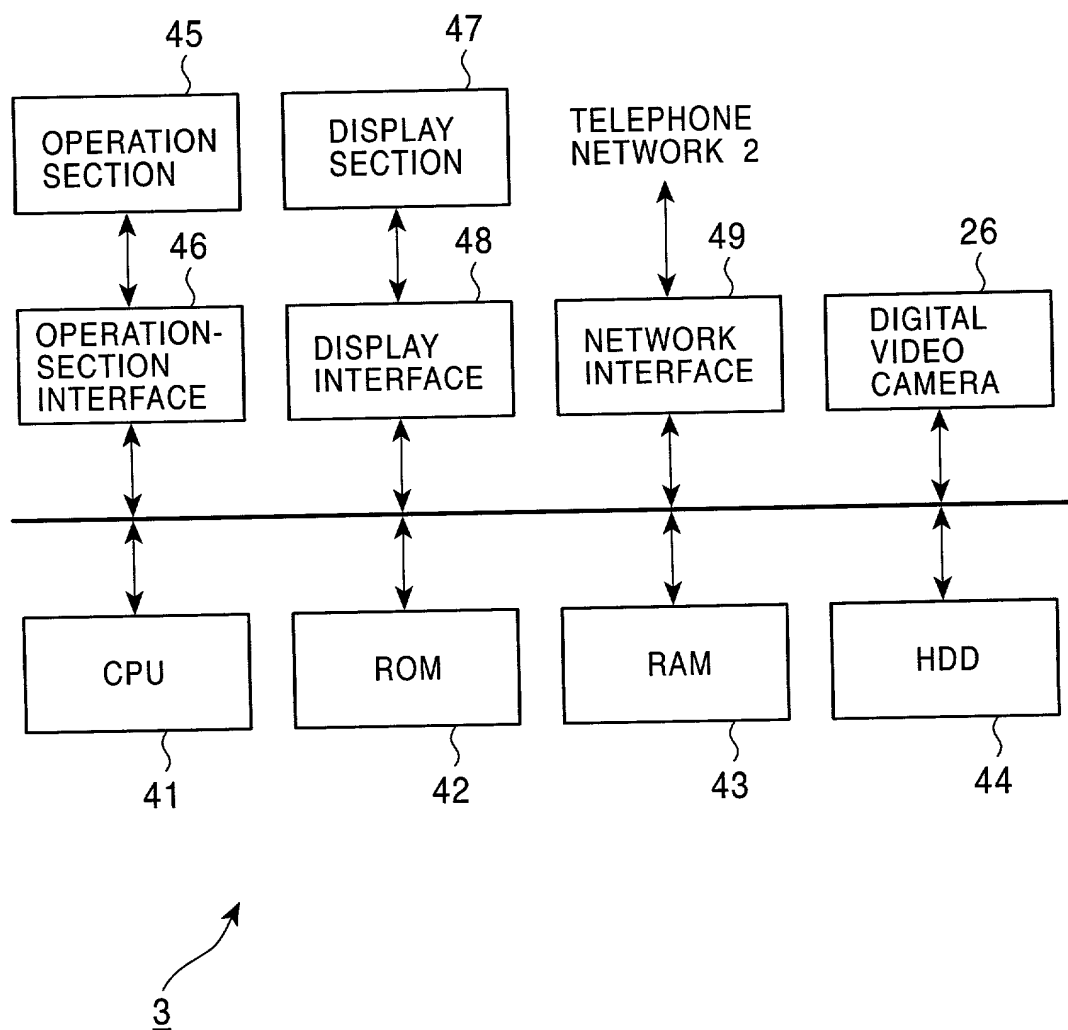 45
47
OPERATION
SECTION
DISPLAY
SECTION
TELEPHONE
NETWORK 2
46
48
49
26
OPERATION-
SECTION
INTERFACE
DISPLAY
INTERFACE
NETWORK
INTERFACE
DIGITAL
VIDEO
CAMERA
CPU
ROM
RAM
HDD
41
42
43
44
3